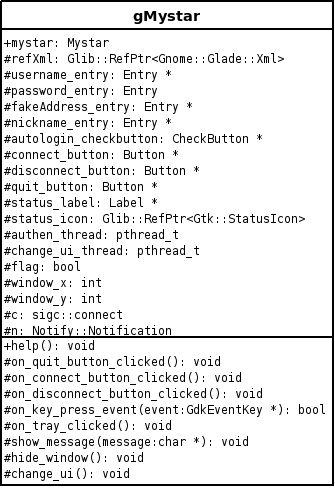 gMystar
+mystar: Mystar
#refXml: Glib::RefPtr<Gnome::Glade::Xml>
#username_entry: Entry *
#password_entry: Entry
#fakeAddress_entry: Entry *
#nickname_entry: Entry *
#autologin_checkbutton: CheckButton *
#connect_button: Button *
#disconnect_button: Button *
#quit_button: Button *
#status_label: Label *
#status_icon: Glib::RefPtr<Gtk::StatusIcon>
#authen_thread: pthread_t
#change_ui_thread: pthread_t
#flag: bool
#window_x: int
#window_y: int
#c: sigc::connect
#n: Notify::Notification
+help(): void
#on_quit_button_clicked(): void
#on_connect_button_clicked(): void
#on_disconnect_button_clicked(): void
#on_key_press_event(event:GdkEventKey *): bool
#on_tray_clicked(): void
#show_message(message:char *): void
#hide_window(): void
#change_ui(): void